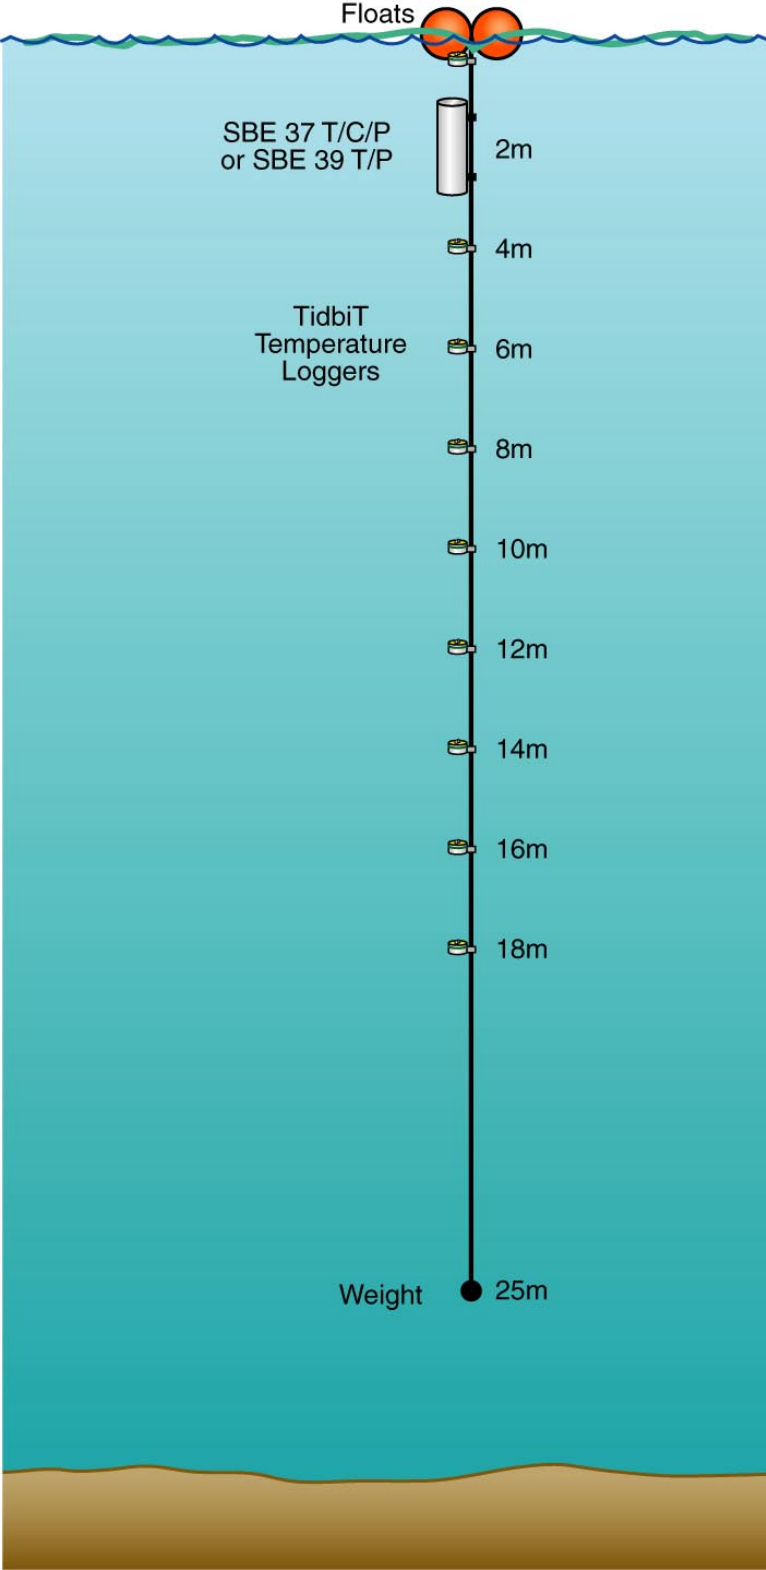 Floats
SBE 37 T/C/P
or SBE 39 T/P
2m
4m
TidbiT
Temperature
Loggers
6m
8m
10m
12m
14m
16m
18m
Weight
25m